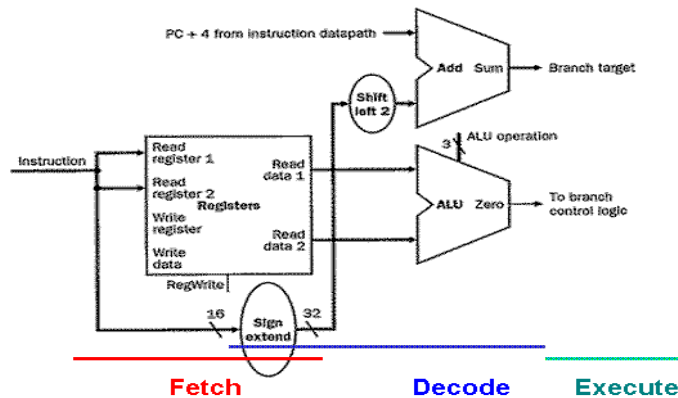 PC + 4 from instruction datapath
Add Sum
Branch target
Shift
left 2
ALU operation
3
Instruction
Read
register 1
Read
data 1
Read
register 2
Registers
Write
register
Write
data
Read
data 2
ALU Zero
To branch
control logic
RegWrite
16
Sign
extend
32
Fetch
Decode
Execute